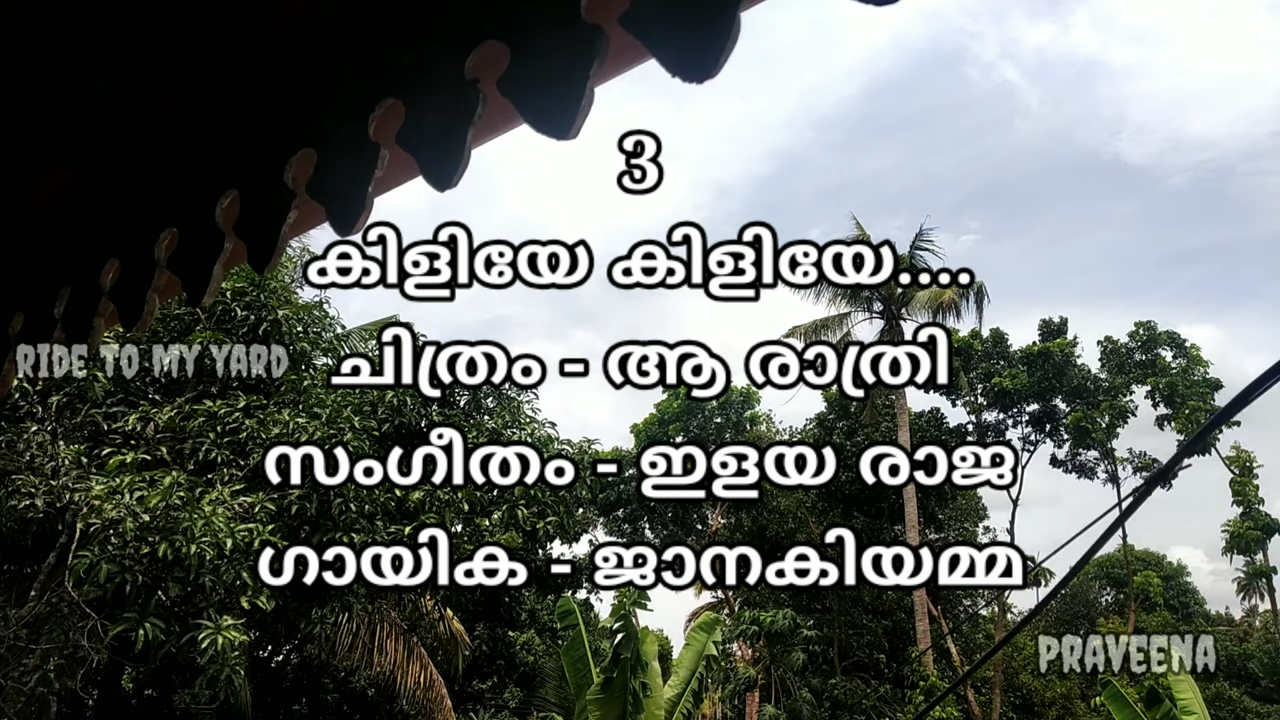 3
കിളിയേ കിളിയേ....
ചിത്രം - ആ രാത്രി
RIDE TO MY YARD
സംഗീതം - ഇളയ രാജ
ഗായിക - ജാനകിയമ്മ
PRAVEENA